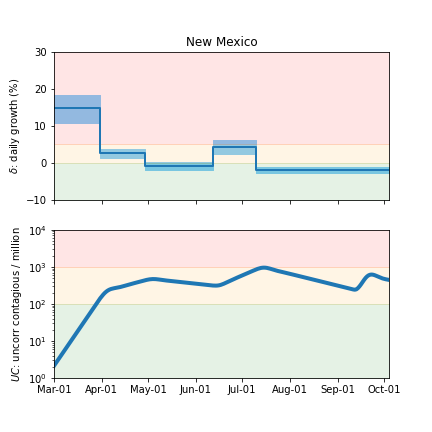 New Mexico
δ: daily growth (%)
30
20
10
0
−10
UC: uncorr contagious / million
10⁴
10³
10²
10¹
10⁰
Mar-01 Apr-01 May-01 Jun-01 Jul-01 Aug-01 Sep-01 Oct-01